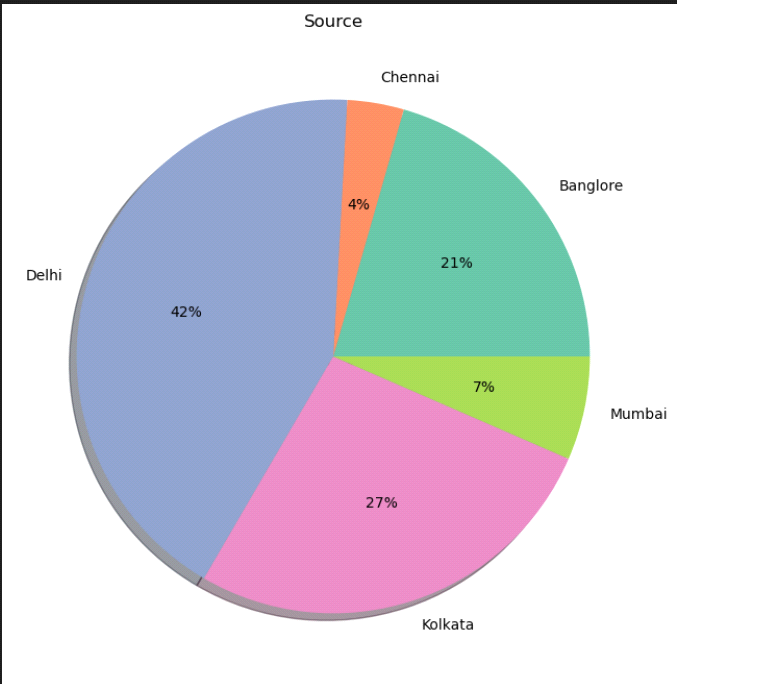 Source
Chennai
Banglore
4%
21%
Delhi
42%
7%
Mumbai
27%
Kolkata